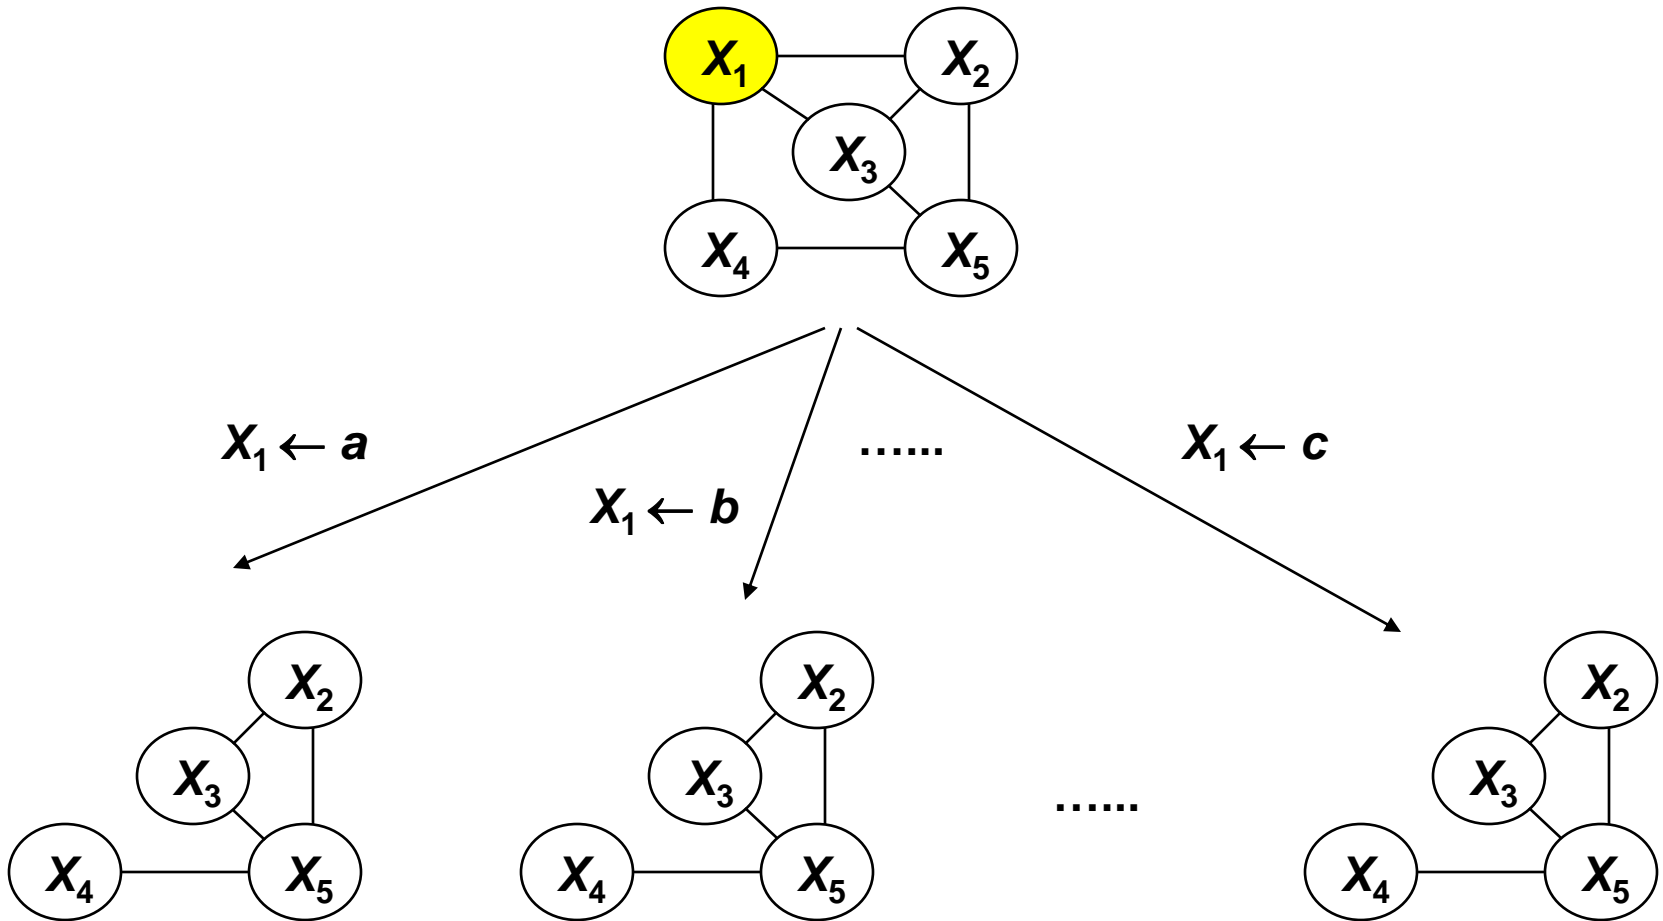 X₁ X₂
X₃
X₄ X₅
X₁ ← a
X₁ ← b
…...
X₁ ← c
X₂ X₂ X₂
X₃ X₃ …... X₃
X₄ X₅ X₄ X₅ X₄ X₅